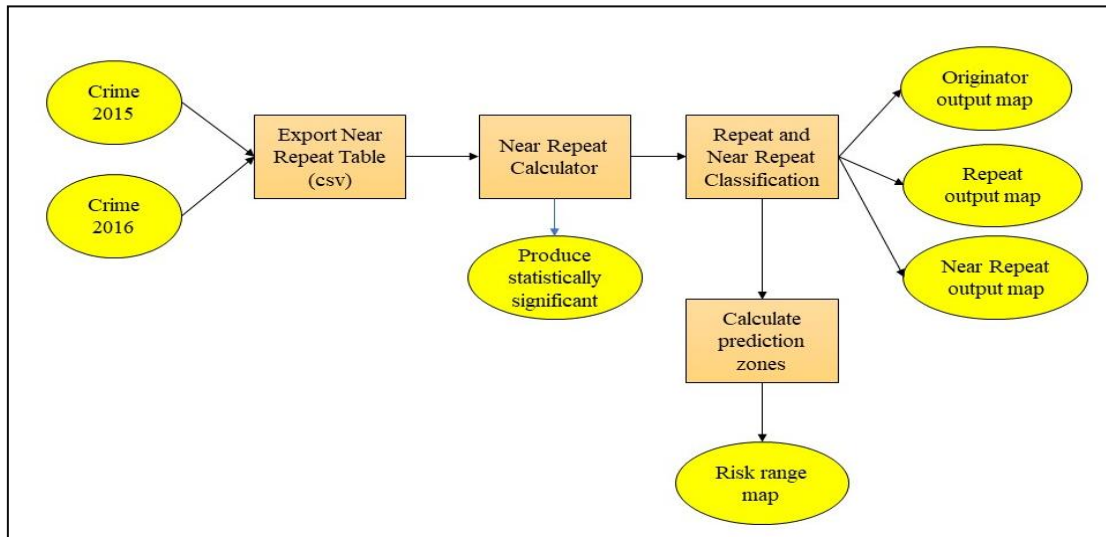 Crime
2015
Crime
2016
Export Near
Repeat Table
(csv)
Near Repeat
Calculator
Produce
statistically
significant
Repeat and
Near Repeat
Classification
Calculate
prediction
zones
Risk range
map
Originator
output map
Repeat
output map
Near Repeat
output map